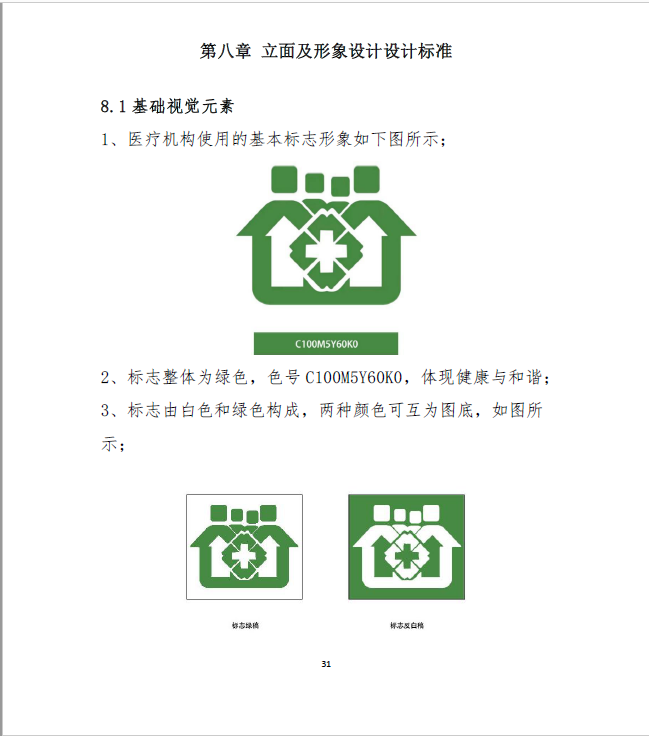 第八章 立面及形象设计设计标准
8.1 基础视觉元素
1、医疗机构使用的基本标志形象如下图所示；
C100M5Y60K0
2、标志整体为绿色，色号 C100M5Y60K0，体现健康与和谐；
3、标志由白色和绿色构成，两种颜色可互为图底，如图所
示；
标志绿稿
标志反白稿
31